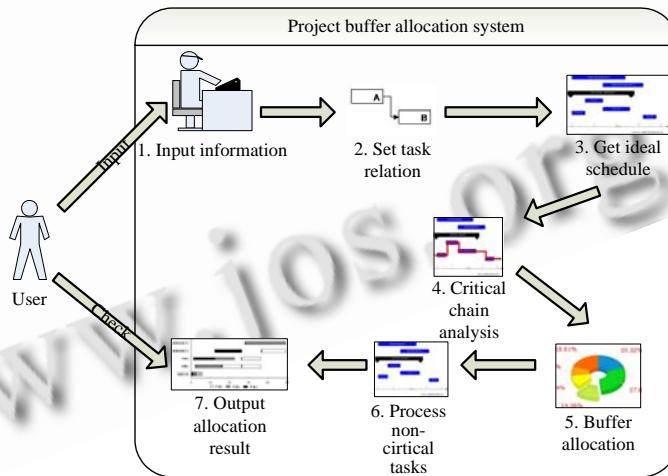 Project buffer allocation system
Input
1. Input information
A
B
2. Set task
relation
3. Get ideal
schedule
User
4. Critical
chain
analysis
Check
5. Buffer
allocation
6. Process
non-
cirtical
tasks
7. Output
allocation
result
www.jos.org